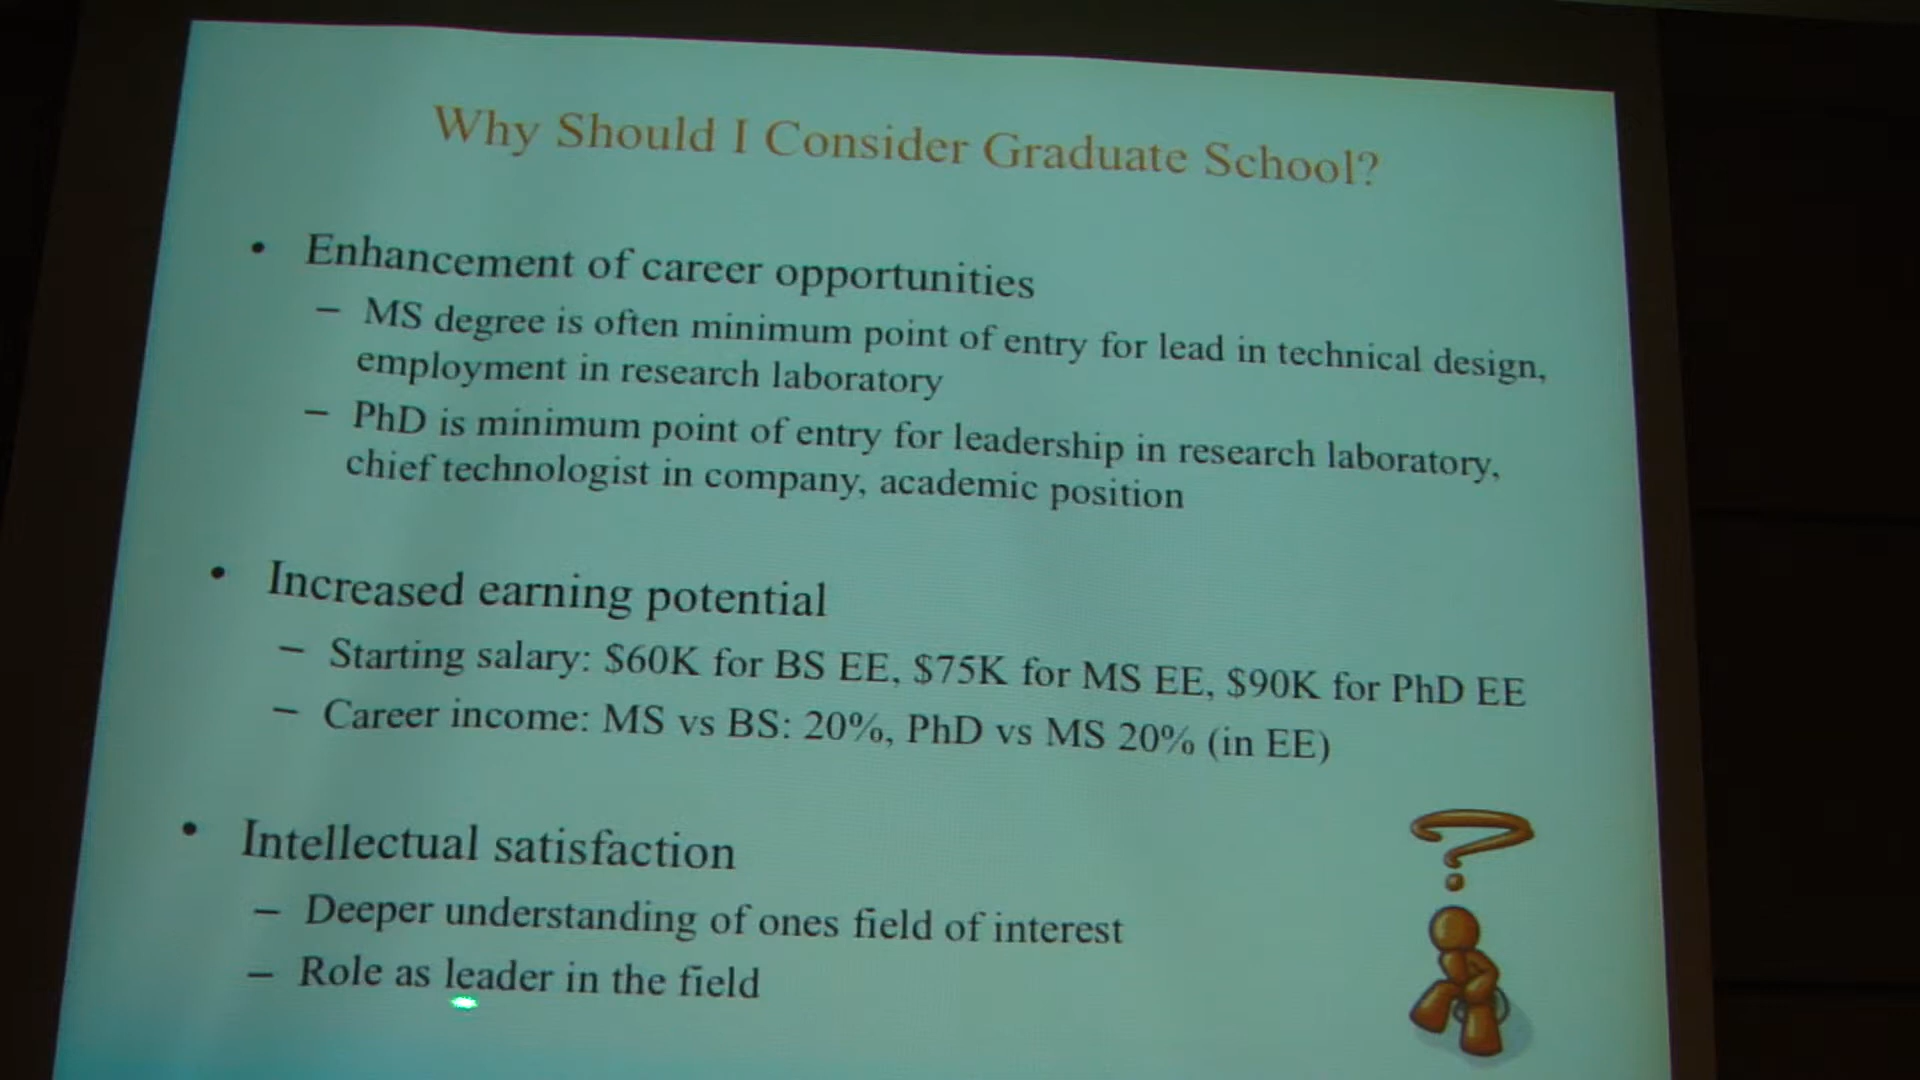 Why Should I Consider Graduate School?
• Enhancement of career opportunities
– MS degree is often minimum point of entry for lead in technical design,
employment in research laboratory
– PhD is minimum point of entry for leadership in research laboratory,
chief technologist in company, academic position
• Increased earning potential
– Starting salary: $60K for BS EE, $75K for MS EE, $90K for PhD EE
– Career income: MS vs BS: 20%, PhD vs MS 20% (in EE)
• Intellectual satisfaction
– Deeper understanding of ones field of interest
– Role as leader in the field